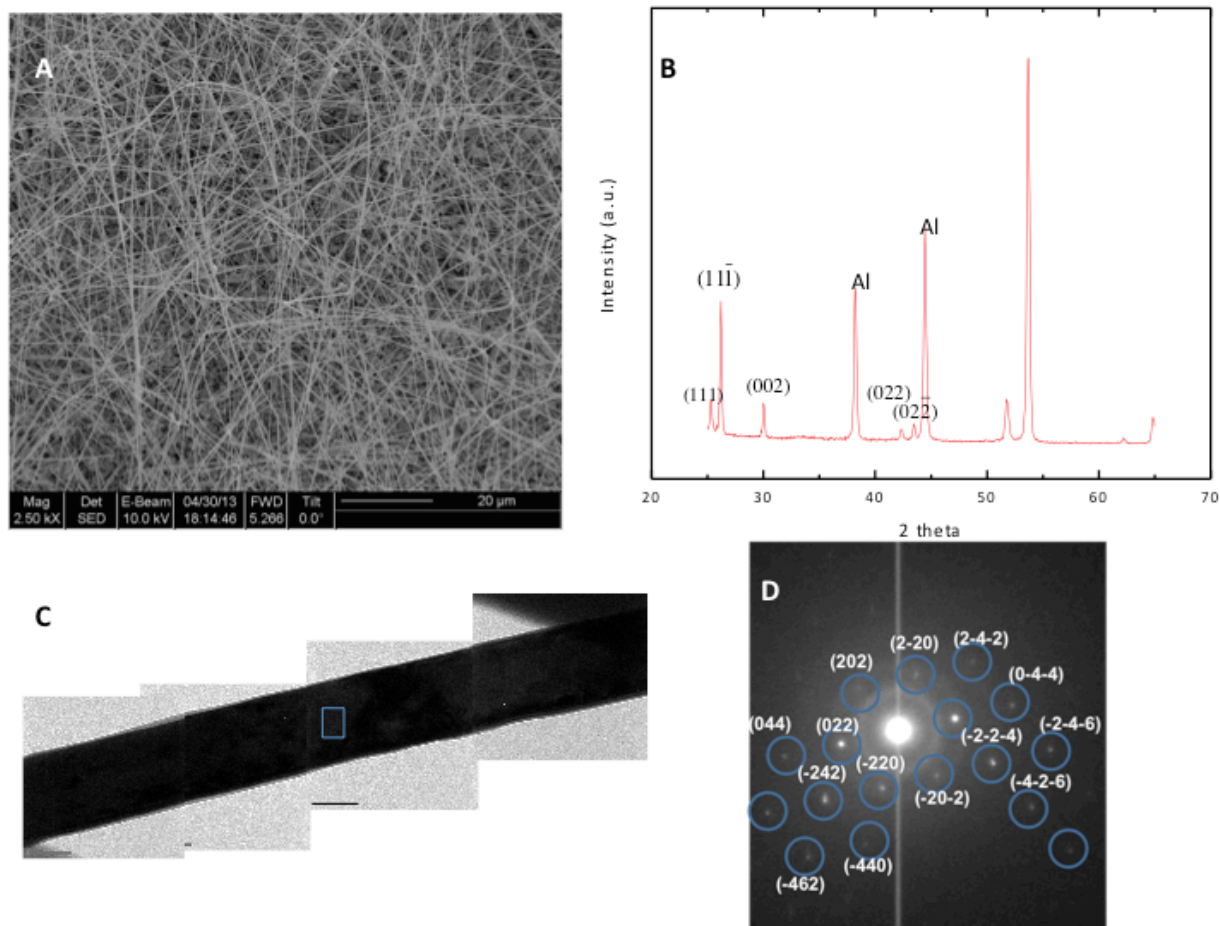 A
Mag Det E-Beam 04/30/13 FWD Tilt 20 µm
2.50 kX SED 10.0 kV 18:14:46 5.266 0.0°
B
Intensity (a.u.)
(111)
(111̄)
(002)
Al
(022)
(022̄)
Al
20 30 40 50 60 70
2 theta
C
D
(2-20)
(2-4-2)
(202)
(0-4-4)
(044)
(022)
(-2-4-6)
(-2-2-4)
(-220)
(-242)
(-4-2-6)
(-20-2)
(-440)
(-462)